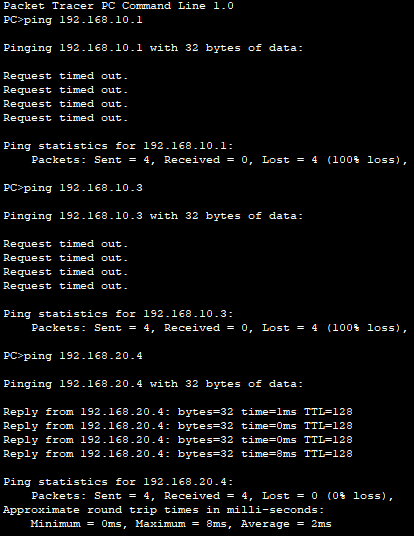 Packet Tracer PC Command Line 1.0
PC>ping 192.168.10.1
Pinging 192.168.10.1 with 32 bytes of data:
Request timed out.
Request timed out.
Request timed out.
Request timed out.
Ping statistics for 192.168.10.1:
    Packets: Sent = 4, Received = 0, Lost = 4 (100% loss),
PC>ping 192.168.10.3
Pinging 192.168.10.3 with 32 bytes of data:
Request timed out.
Request timed out.
Request timed out.
Request timed out.
Ping statistics for 192.168.10.3:
    Packets: Sent = 4, Received = 0, Lost = 4 (100% loss),
PC>ping 192.168.20.4
Pinging 192.168.20.4 with 32 bytes of data:
Reply from 192.168.20.4: bytes=32 time=1ms TTL=128
Reply from 192.168.20.4: bytes=32 time=0ms TTL=128
Reply from 192.168.20.4: bytes=32 time=0ms TTL=128
Reply from 192.168.20.4: bytes=32 time=8ms TTL=128
Ping statistics for 192.168.20.4:
    Packets: Sent = 4, Received = 4, Lost = 0 (0% loss),
Approximate round trip times in milli-seconds:
    Minimum = 0ms, Maximum = 8ms, Average = 2ms